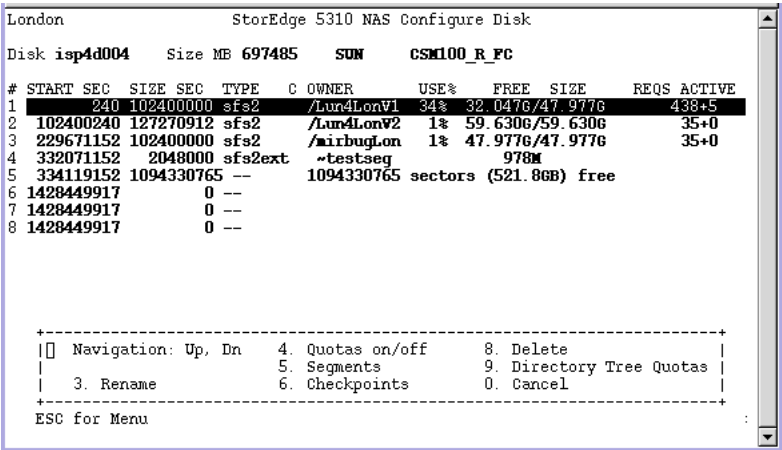 London StorEdge 5310 NAS Configure Disk
Disk isp4d004 Size MB 697485 SUN CSM100_R_FC
# START SEC SIZE SEC TYPE C OWNER USE% FREE SIZE REQS ACTIVE
1 240 102400000 sfs2 /Lun4LonV1 34% 32.047G/47.977G 438+5
2 102400240 127270912 sfs2 /Lun4LonV2 1% 59.630G/59.630G 35+0
3 229671152 102400000 sfs2 /mirbugLon 1% 47.977G/47.977G 35+0
4 332071152 2048000 sfs2ext ~testseg 978M
5 334119152 1094330765 -- 1094330765 sectors (521.8GB) free
6 1428449917 0 --
7 1428449917 0 --
8 1428449917 0 --
Navigation: Up, Dn 4. Quotas on/off 8. Delete
5. Segments 9. Directory Tree Quotas
3. Rename 6. Checkpoints 0. Cancel
ESC for Menu :